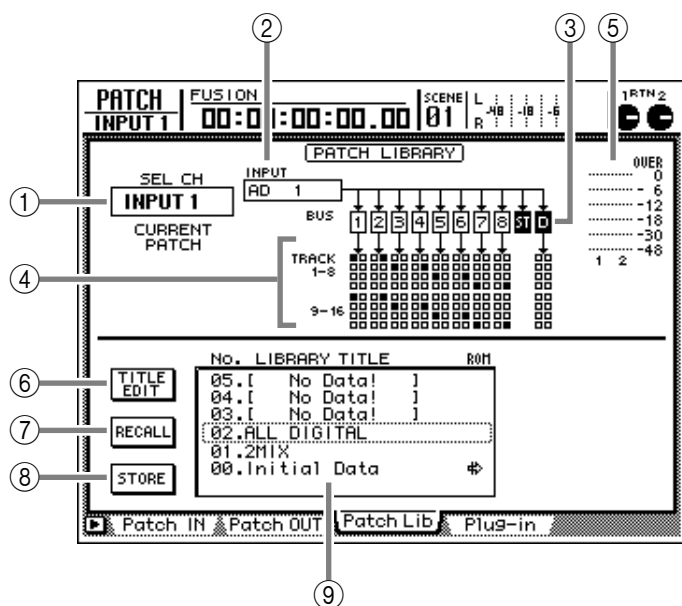 ② ③ ⑤
PATCH
INPUT 1
FUSION
00:01:00:00.00
SCENE
01
L
R
-48 -18 -6
1 RTN 2
PATCH LIBRARY
① SEL CH
INPUT 1
CURRENT
PATCH
INPUT
AD 1
BUS
1 2 3 4 5 6 7 8 ST D
④ TRACK
1-8
9-16
OVER
0
- 6
-12
-18
-30
-48
1 2
⑥ TITLE
EDIT
⑦ RECALL
⑧ STORE
No. LIBRARY TITLE ROM
05.[ No Data! ]
04.[ No Data! ]
03.[ No Data! ]
02.ALL DIGITAL
01.2MIX
00.Initial Data
Patch IN Patch OUT Patch Lib Plug-in
⑨